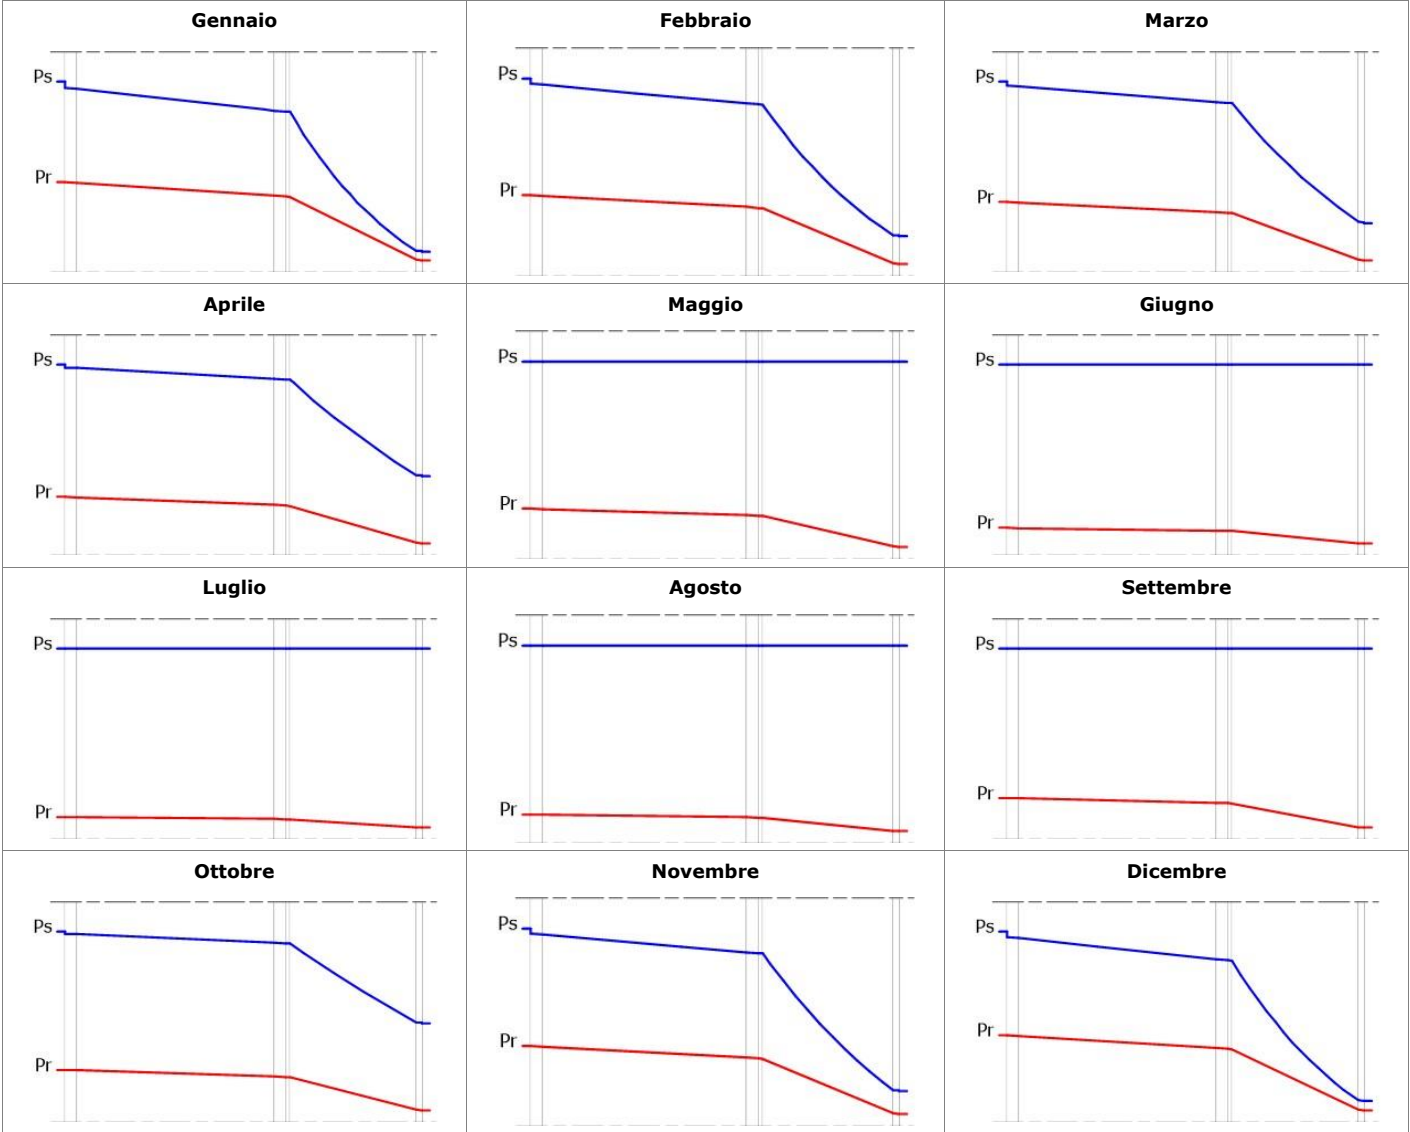 Gennaio
Febbraio
Marzo
Ps
Ps
Ps
Pr
Pr
Pr
Aprile
Maggio
Giugno
Ps
Ps
Ps
Pr
Pr
Pr
Luglio
Agosto
Settembre
Ps
Ps
Ps
Pr
Pr
Pr
Ottobre
Novembre
Dicembre
Ps
Ps
Ps
Pr
Pr
Pr